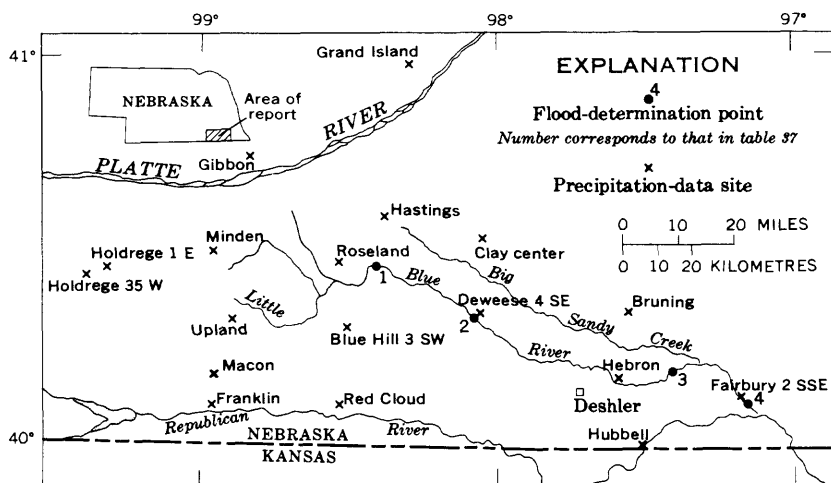 99°
98°
97°
41°
Grand Island
EXPLANATION
4
Flood-determination point
Number corresponds to that in table 37
Precipitation-data site
0 10 20 MILES
0 10 20 KILOMETRES
NEBRASKA
Area of
report
PLATTE RIVER
Gibbon
Hastings
Minden
Roseland
Clay center
Holdrege 1 E
Holdrege 35 W
1
Big Sandy Creek
Little Blue River
Deweese 4 SE
2
Bruning
Upland
Blue Hill 3 SW
Macon
Hebron
3
Fairbury 2 SSE
4
Franklin
Red Cloud
Deshler
Republican River
40°
NEBRASKA
KANSAS
Hubbell